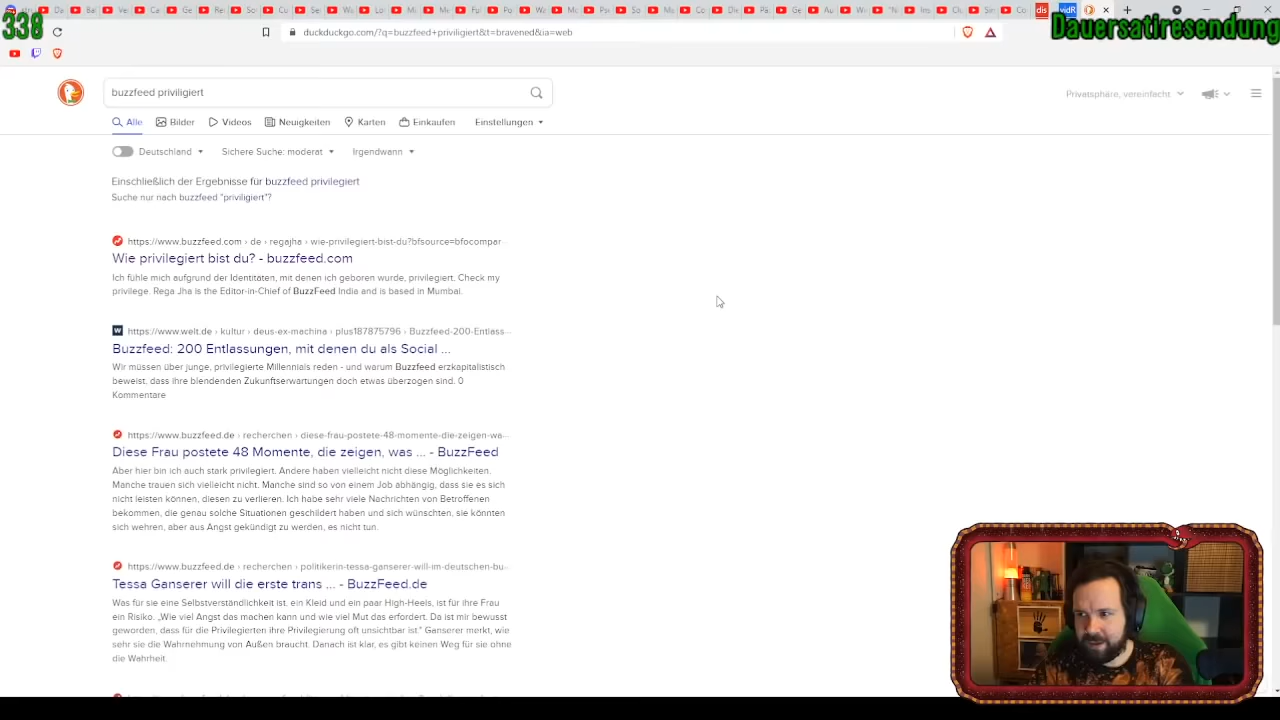 338
Dauersatiresendung
duckduckgo.com/?q=buzzfeed+priviligiert&t=bravened&ia=web
buzzfeed priviligiert
Privatsphäre, vereinfacht
Alle Bilder Videos Neuigkeiten Karten Einkaufen Einstellungen
Deutschland Sichere Suche: moderat Irgendwann
Einschließlich der Ergebnisse für buzzfeed privilegiert
Suche nur nach buzzfeed "priviligiert"?
https://www.buzzfeed.com › de › regajha › wie-privilegiert-bist-du?bfsource=bfocompar
Wie privilegiert bist du? - buzzfeed.com
Ich fühle mich aufgrund der Identitäten, mit denen ich geboren wurde, privilegiert. Check my
privilege. Rega Jha is the Editor-in-Chief of BuzzFeed India and is based in Mumbai.
https://www.welt.de › kultur › deus-ex-machina › plus187875796 › Buzzfeed-200-Entlass...
Buzzfeed: 200 Entlassungen, mit denen du als Social ...
Wir müssen über junge, privilegierte Millennials reden - und warum Buzzfeed erzkapitalistisch
beweist, dass ihre blendenden Zukunftserwartungen doch etwas überzogen sind. 0
Kommentare
https://www.buzzfeed.de › recherchen › diese-frau-postete-48-momente-die-zeigen-wa...
Diese Frau postete 48 Momente, die zeigen, was ... - BuzzFeed
Aber hier bin ich auch stark privilegiert. Andere haben vielleicht nicht diese Möglichkeiten.
Manche trauen sich vielleicht nicht. Manche sind so von einem Job abhängig, dass sie es sich
nicht leisten können, diesen zu verlieren. Ich habe sehr viele Nachrichten von Betroffenen
bekommen, die genau solche Situationen geschildert haben und sich wünschten, sie könnten
sich wehren, aber aus Angst gekündigt zu werden, es nicht tun.
https://www.buzzfeed.de › recherchen › politikerin-tessa-ganserer-will-im-deutschen-bu...
Tessa Ganserer will die erste trans ... - BuzzFeed.de
Was für sie eine Selbstverständlichkeit ist, ein Kleid und ein paar High-Heels, ist für ihre Frau
ein Risiko. „Wie viel Angst das machen kann und wie viel Mut das erfordert. Da ist mir bewusst
geworden, dass für die Privilegierten ihre Privilegierung oft unsichtbar ist." Ganserer merkt, wie
sehr sie die Wahrnehmung von Außen braucht. Danach ist klar, es gibt keinen Weg für sie ohne
die Wahrheit.